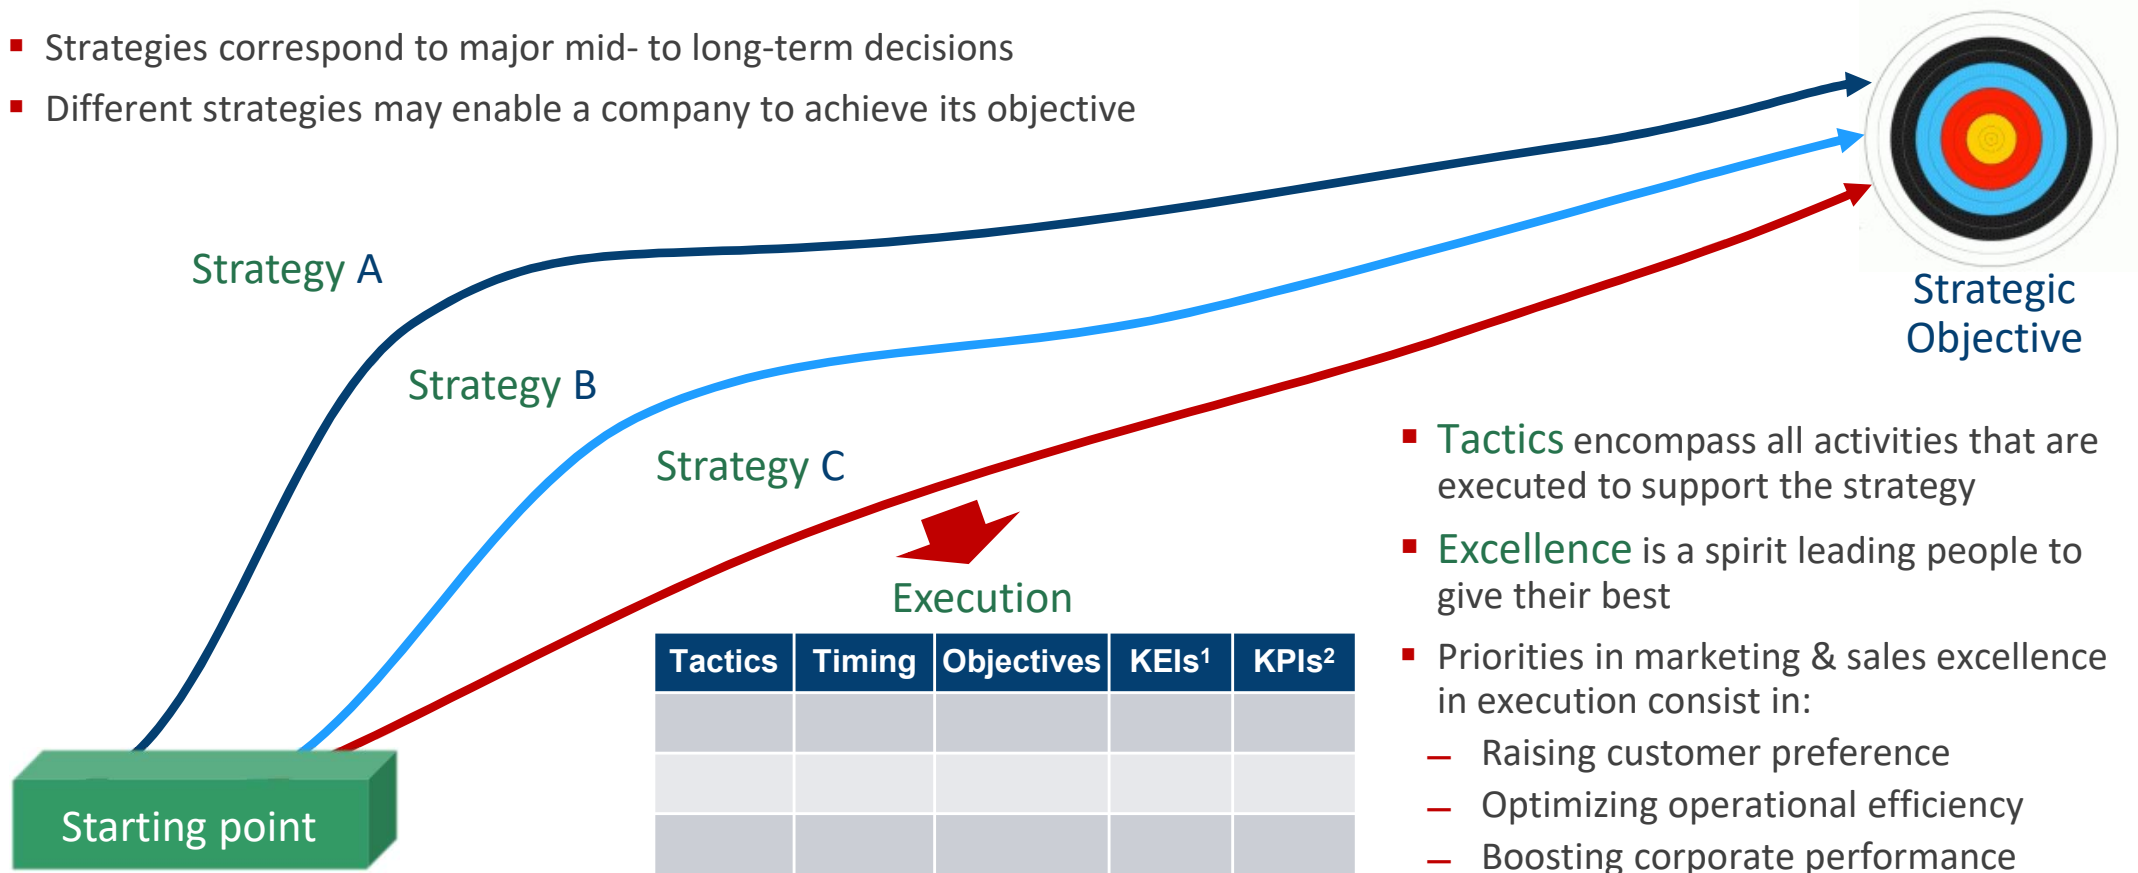 Strategies correspond to major mid- to long-term decisions
Different strategies may enable a company to achieve its objective
Strategy A
Strategy B
Strategy C
Strategic
Objective
Execution
Tactics Timing Objectives KEIs¹ KPIs²
Starting point
Tactics encompass all activities that are
executed to support the strategy
Excellence is a spirit leading people to
give their best
Priorities in marketing & sales excellence
in execution consist in:
– Raising customer preference
– Optimizing operational efficiency
– Boosting corporate performance